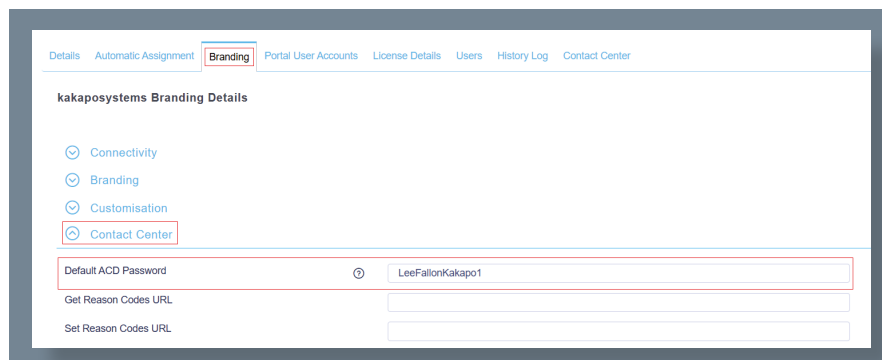 Details Automatic Assignment Branding Portal User Accounts License Details Users History Log Contact Center
kakaposystems Branding Details
Connectivity
Branding
Customisation
Contact Center
Default ACD Password ? LeeFallonKakapo1
Get Reason Codes URL
Set Reason Codes URL